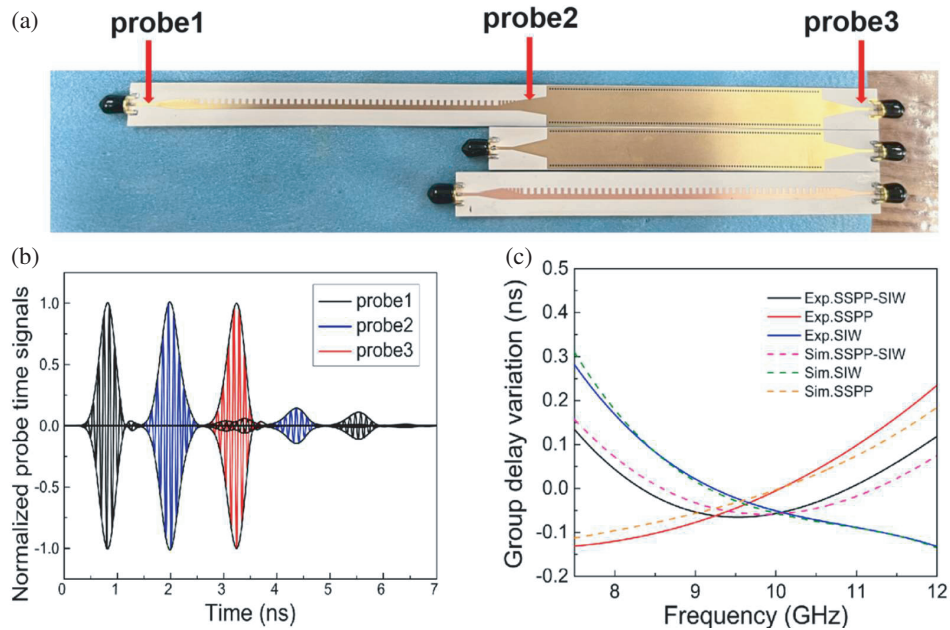 (a)
probe1
probe2
probe3
(b)
Normalized probe time signals
1.0
0.5
0.0
-0.5
-1.0
probe1
probe2
probe3
0 1 2 3 4 5 6 7
Time (ns)
(c)
Group delay variation (ns)
0.5
0.4
0.3
0.2
0.1
0.0
-0.1
-0.2
Exp.SSPP-SIW
Exp.SSPP
Exp.SIW
Sim.SSPP-SIW
Sim.SIW
Sim.SSPP
8 9 10 11 12
Frequency (GHz)